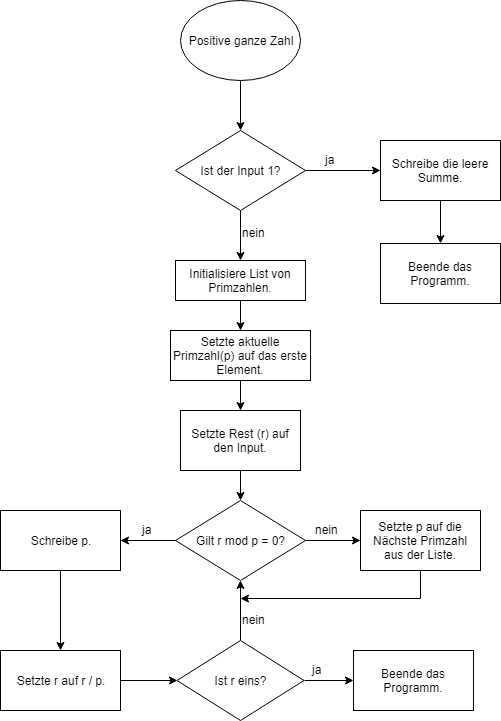 Positive ganze Zahl
Ist der Input 1?
ja
Schreibe die leere
Summe.
nein
Beende das
Programm.
Initialisiere List von
Primzahlen.
Setzte aktuelle
Primzahl(p) auf das erste
Element.
Setzte Rest (r) auf
den Input.
Gilt r mod p = 0?
ja
Schreibe p.
nein
Setzte p auf die
Nächste Primzahl
aus der Liste.
nein
Setzte r auf r / p.
Ist r eins?
ja
Beende das
Programm.